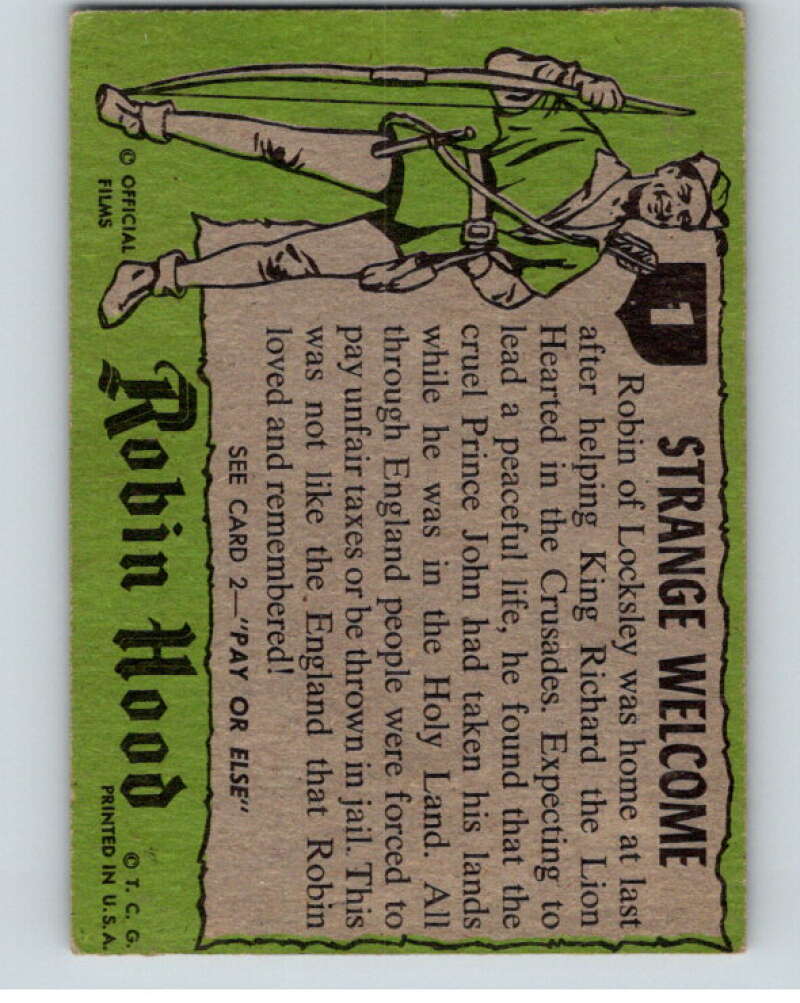 1
STRANGE WELCOME
Robin of Locksley was home at last
after helping King Richard the Lion
Hearted in the Crusades. Expecting to
lead a peaceful life, he found that the
cruel Prince John had taken his lands
while he was in the Holy Land. All
through England people were forced to
pay unfair taxes or be thrown in jail. This
was not like the England that Robin
loved and remembered!
SEE CARD 2—"PAY OR ELSE"
© OFFICIAL
FILMS
Robin Hood
© T. C. G.
PRINTED IN U.S.A.